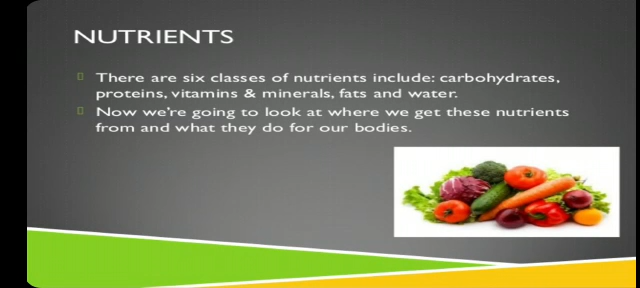 NUTRIENTS
There are six classes of nutrients include: carbohydrates,
proteins, vitamins & minerals, fats and water.
Now we're going to look at where we get these nutrients
from and what they do for our bodies.